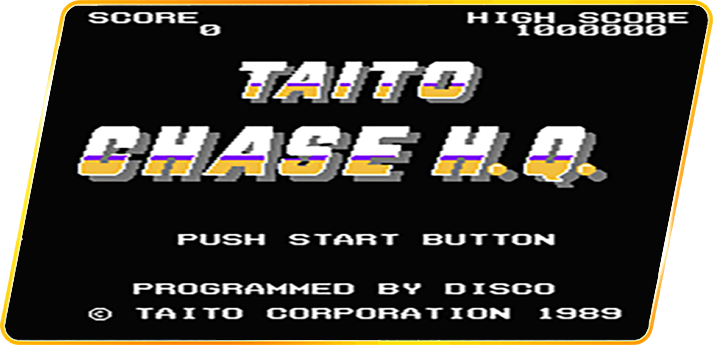 SCORE HIGH SCORE
0 1000000
TAITO
CHASE H.Q.
PUSH START BUTTON
PROGRAMMED BY DISCO
© TAITO CORPORATION 1989